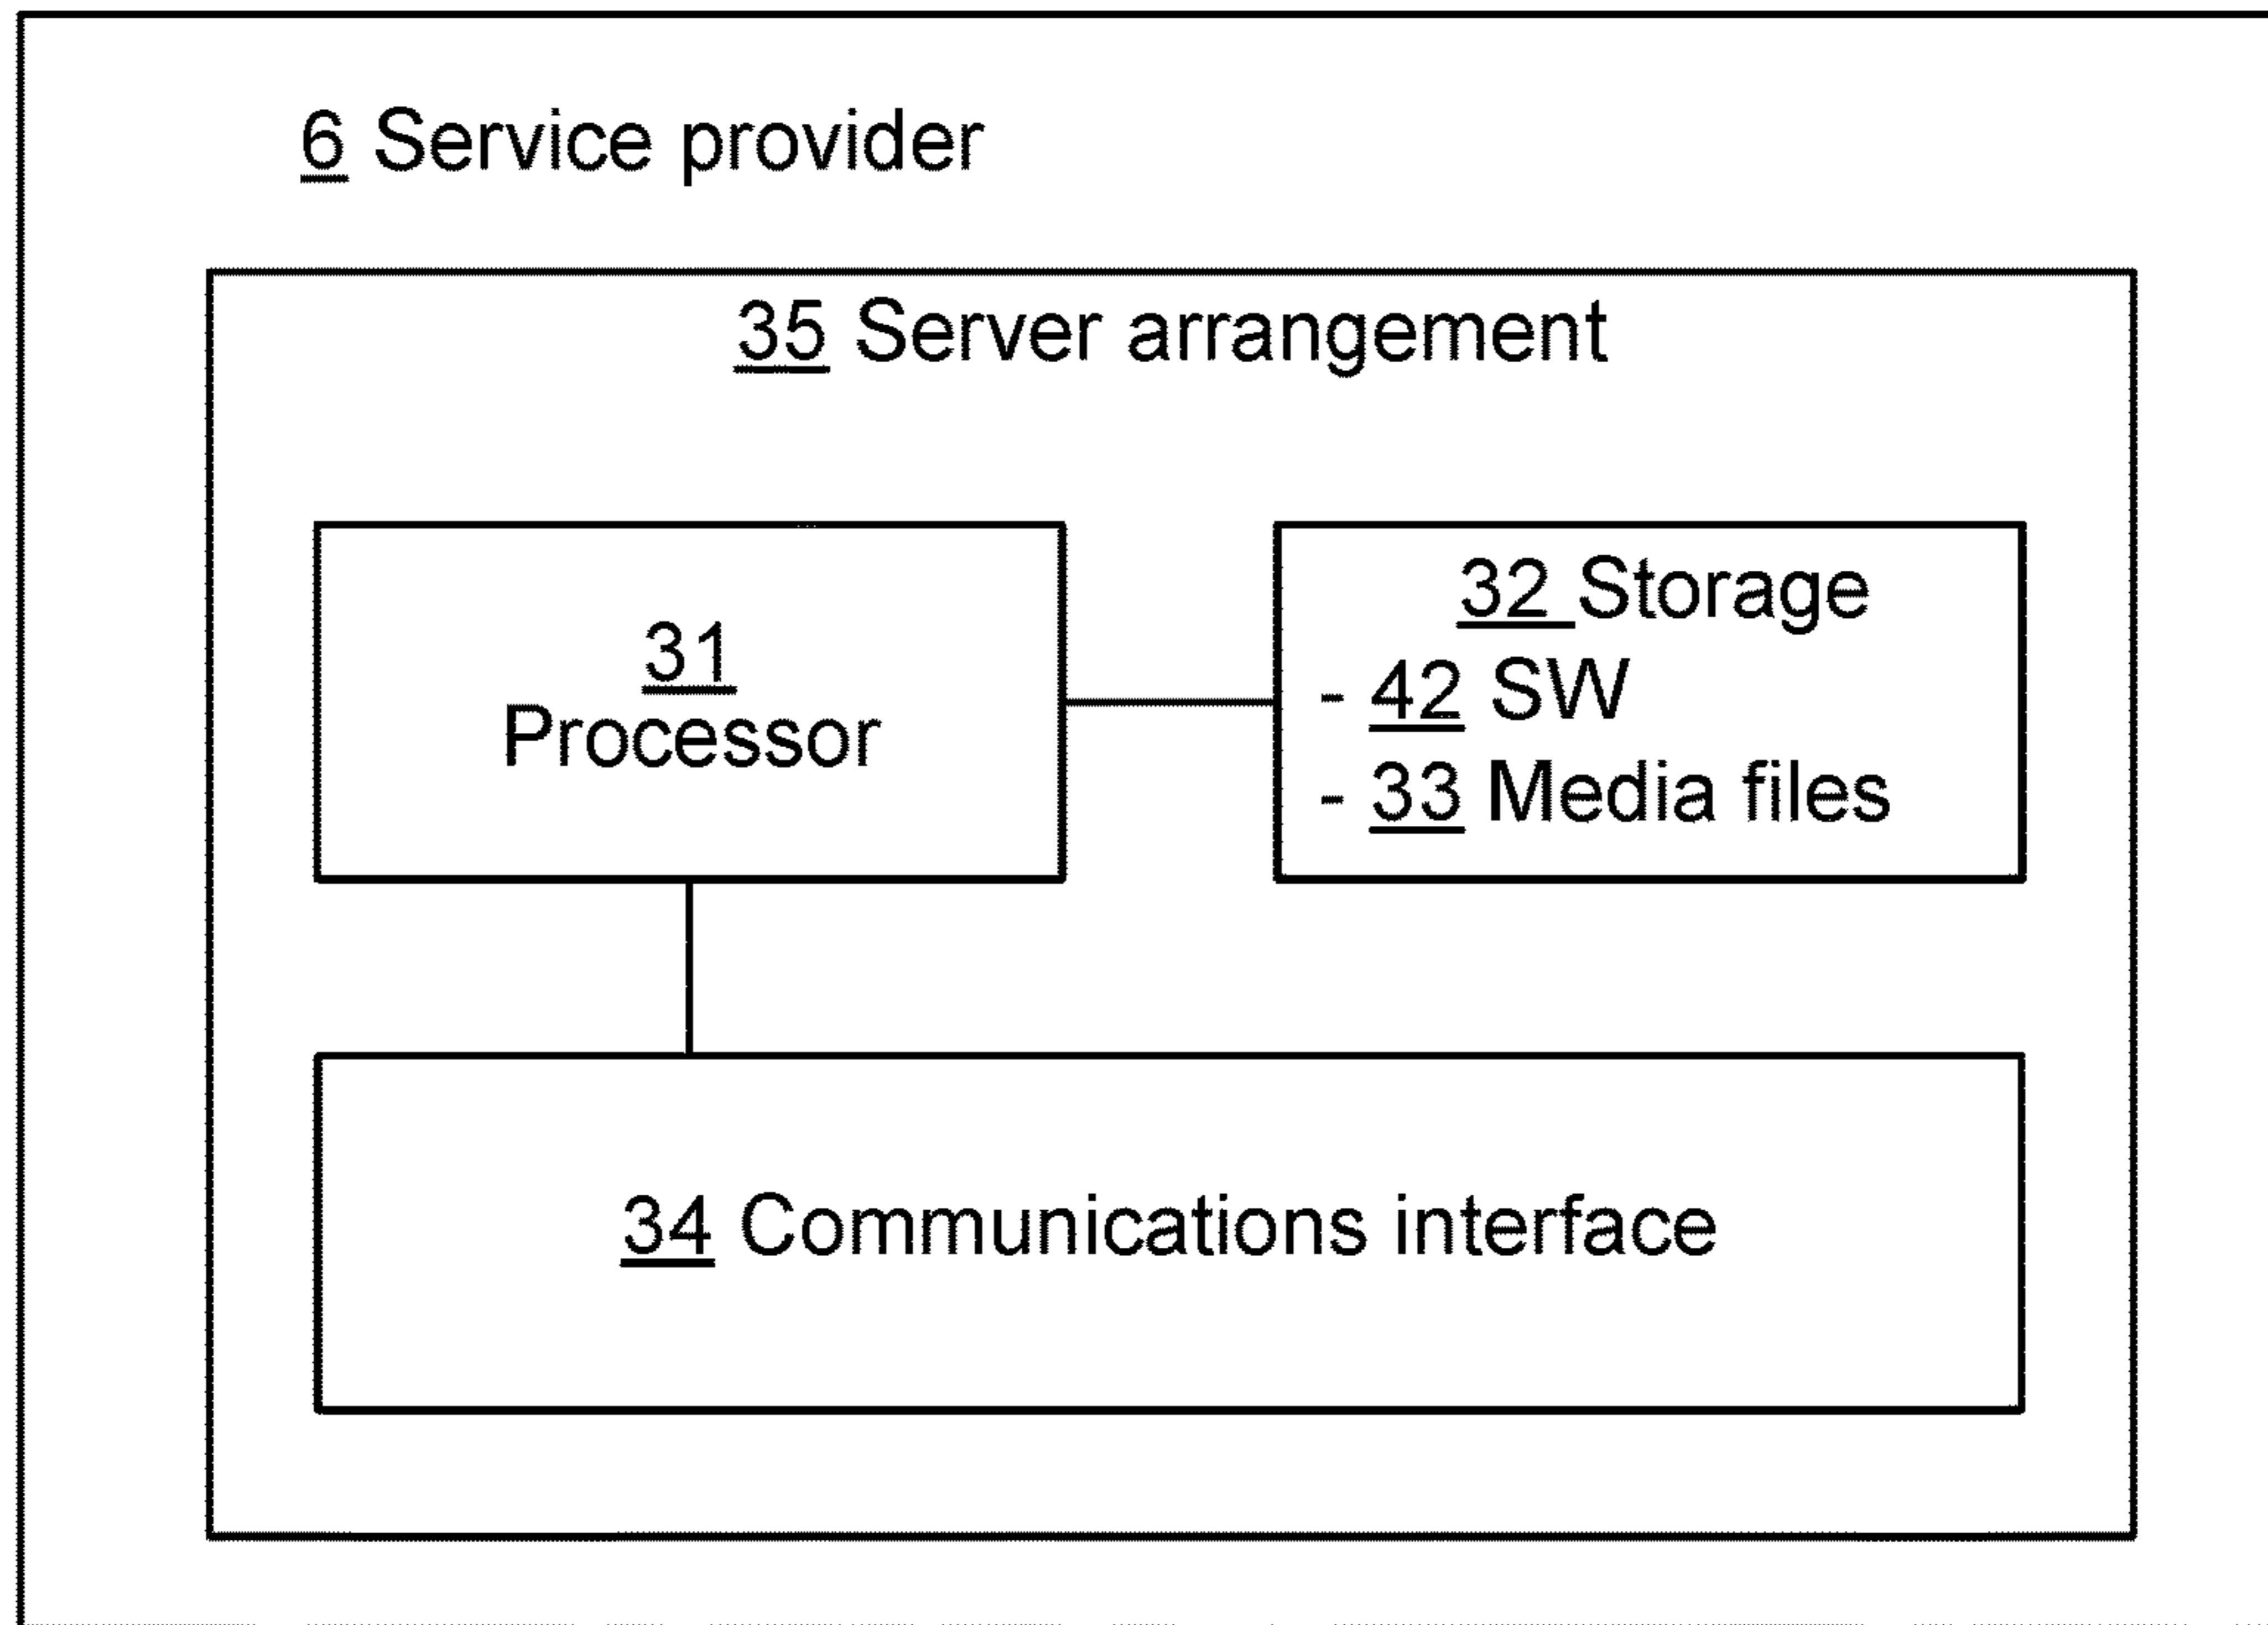 6 Service provider
35 Server arrangement
31
Processor
32 Storage
- 42 SW
- 33 Media files
34 Communications interface